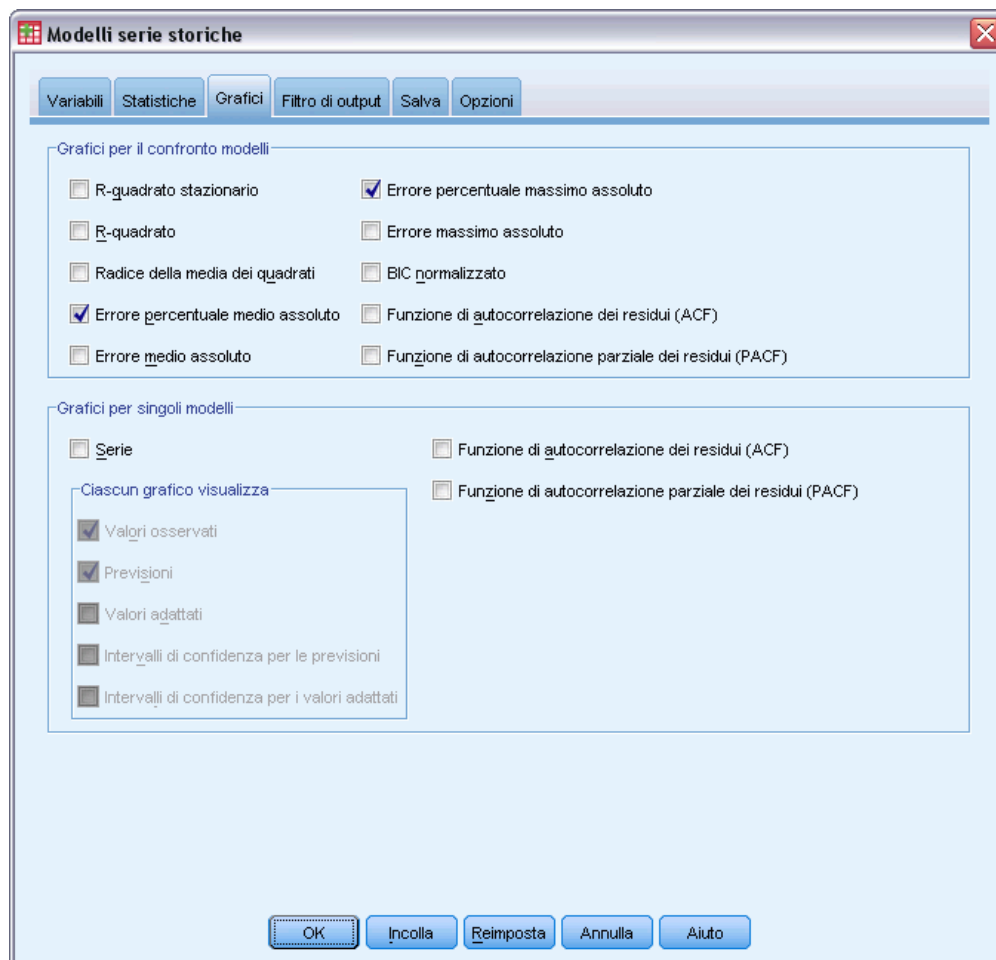 Modelli serie storiche
Variabili
Statistiche
Grafici
Filtro di output
Salva
Opzioni
Grafici per il confronto modelli
R-quadrato stazionario
Errore percentuale massimo assoluto
R-quadrato
Errore massimo assoluto
Radice della media dei quadrati
BIC normalizzato
Errore percentuale medio assoluto
Funzione di autocorrelazione dei residui (ACF)
Errore medio assoluto
Funzione di autocorrelazione parziale dei residui (PACF)
Grafici per singoli modelli
Serie
Funzione di autocorrelazione dei residui (ACF)
Ciascun grafico visualizza
Funzione di autocorrelazione parziale dei residui (PACF)
Valori osservati
Previsioni
Valori adattati
Intervalli di confidenza per le previsioni
Intervalli di confidenza per i valori adattati
OK
Incolla
Reimposta
Annulla
Aiuto